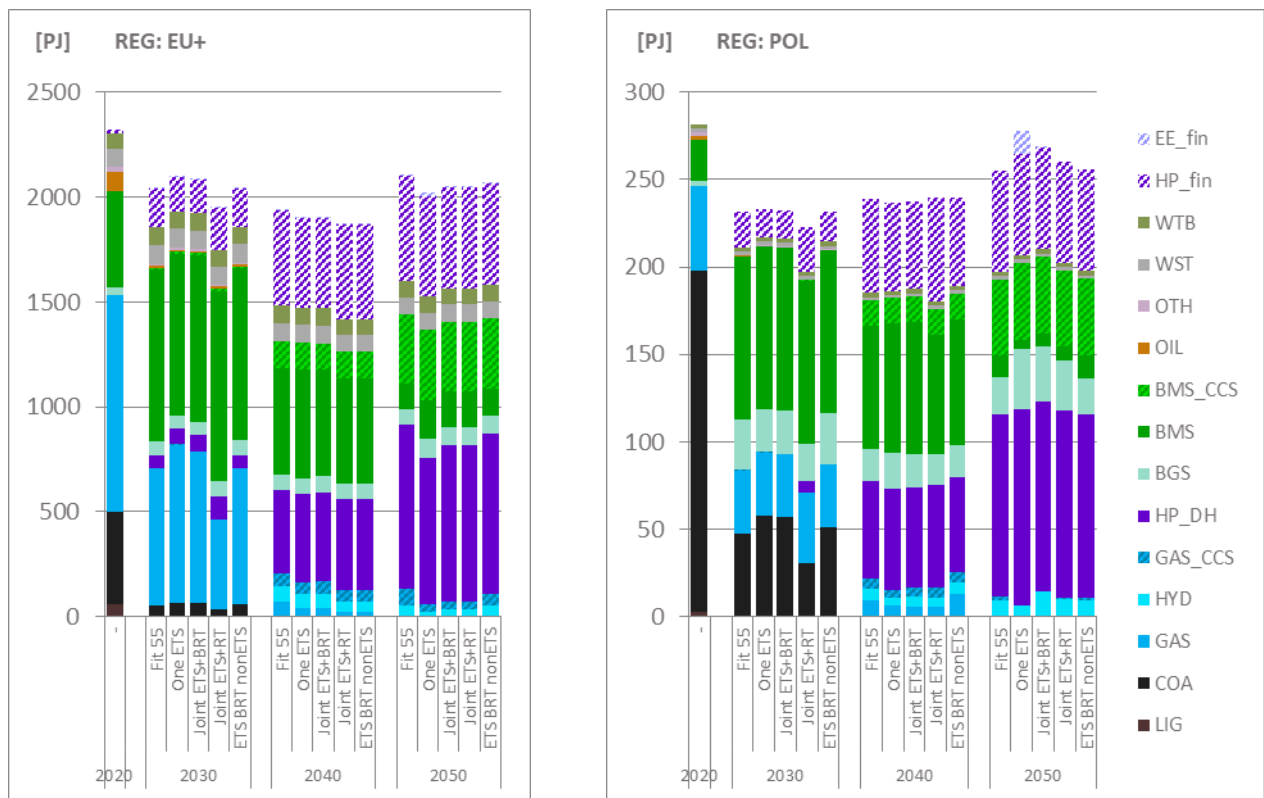 [PJ] REG: EU+
2500
2000
1500
1000
500
0
-
Fit 55
One ETS
Joint ETS+BRT
Joint ETS+RT
ETS BRT nonETS
Fit 55
One ETS
Joint ETS+BRT
Joint ETS+RT
ETS BRT nonETS
Fit 55
One ETS
Joint ETS+BRT
Joint ETS+RT
ETS BRT nonETS
2020 2030 2040 2050
[PJ] REG: POL
300
250
200
150
100
50
0
-
Fit 55
One ETS
Joint ETS+BRT
Joint ETS+RT
ETS BRT nonETS
Fit 55
One ETS
Joint ETS+BRT
Joint ETS+RT
ETS BRT nonETS
Fit 55
One ETS
Joint ETS+BRT
Joint ETS+RT
ETS BRT nonETS
2020 2030 2040 2050
EE_fin
HP_fin
WTB
WST
OTH
OIL
BMS_CCS
BMS
BGS
HP_DH
GAS_CCS
HYD
GAS
COA
LIG